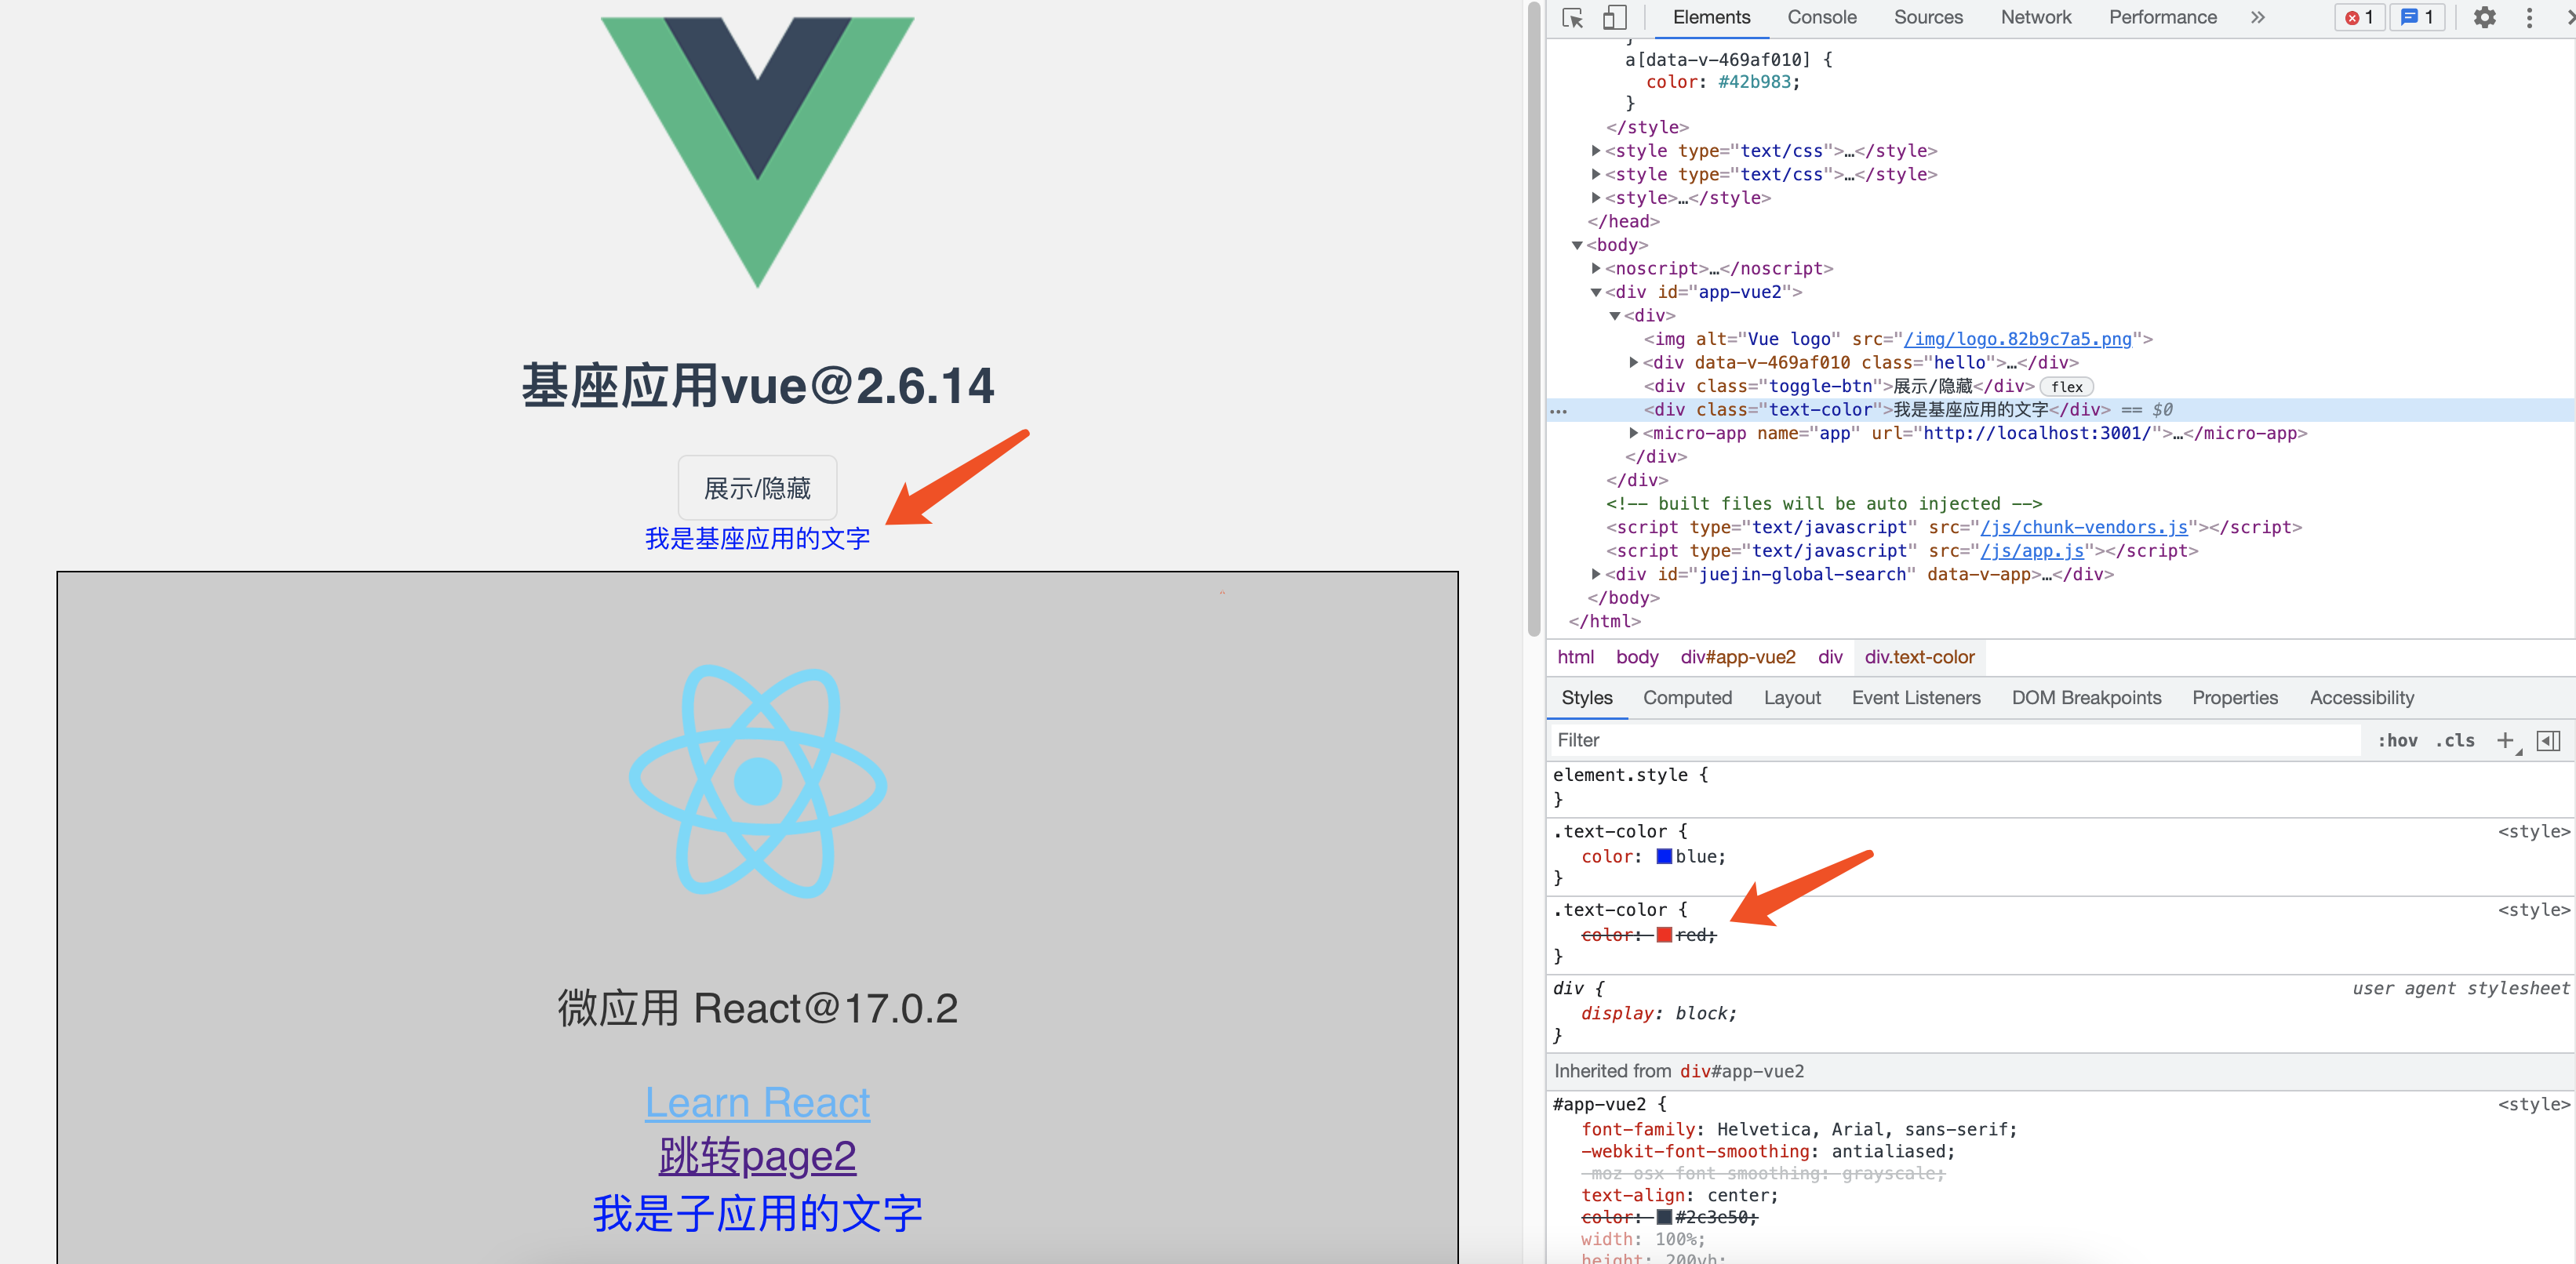 基座应用vue@2.6.14
展示/隐藏
我是基座应用的文字
微应用 React@17.0.2
Learn React
跳转page2
我是子应用的文字
Elements Console Sources Network Performance » 1 1
}
a[data-v-469af010] {
color: #42b983;
}
</style>
<style type="text/css">…</style>
<style type="text/css">…</style>
<style>…</style>
</head>
<body>
<noscript>…</noscript>
<div id="app-vue2">
<div>
<img alt="Vue logo" src="/img/logo.82b9c7a5.png">
<div data-v-469af010 class="hello">…</div>
<div class="toggle-btn">展示/隐藏</div> flex
… <div class="text-color">我是基座应用的文字</div> == $0
<micro-app name="app" url="http://localhost:3001/">…</micro-app>
</div>
</div>
<!-- built files will be auto injected -->
<script type="text/javascript" src="/js/chunk-vendors.js"></script>
<script type="text/javascript" src="/js/app.js"></script>
<div id="juejin-global-search" data-v-app>…</div>
</body>
</html>
html body div#app-vue2 div div.text-color
Styles Computed Layout Event Listeners DOM Breakpoints Properties Accessibility
Filter :hov .cls +
element.style {
}
.text-color { <style>
color: blue;
}
.text-color { <style>
color: red;
}
div { user agent stylesheet
display: block;
}
Inherited from div#app-vue2
#app-vue2 { <style>
font-family: Helvetica, Arial, sans-serif;
-webkit-font-smoothing: antialiased;
-moz-osx-font-smoothing: grayscale;
text-align: center;
color: #2c3e50;
width: 100%;
height: 200vh;